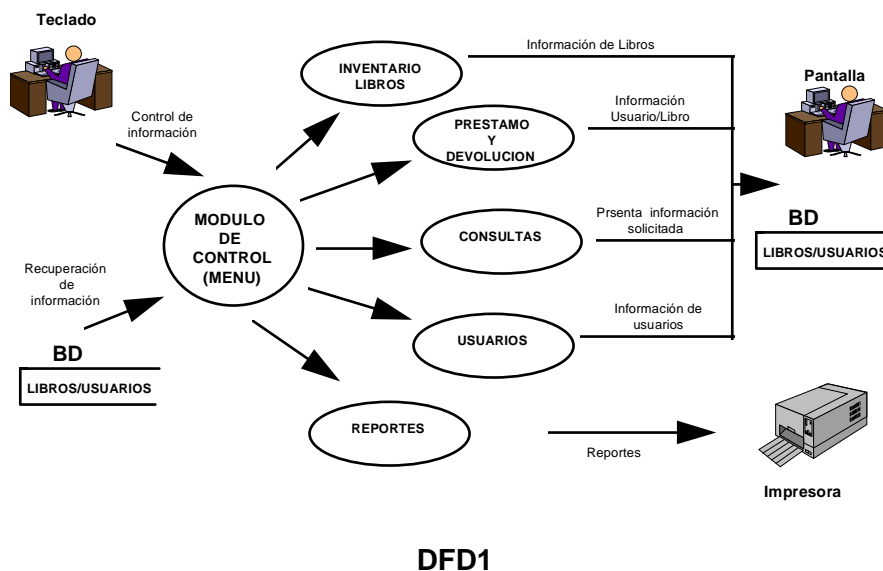 Teclado
Control de
información
INVENTARIO
LIBROS
Información de Libros
Pantalla
PRESTAMO
Y
DEVOLUCION
Información
Usuario/Libro
MODULO
DE
CONTROL
(MENU)
CONSULTAS
Prsenta información
solicitada
BD
LIBROS/USUARIOS
Recuperación
de
información
BD
LIBROS/USUARIOS
USUARIOS
Información de
usuarios
REPORTES
Reportes
Impresora
DFD1